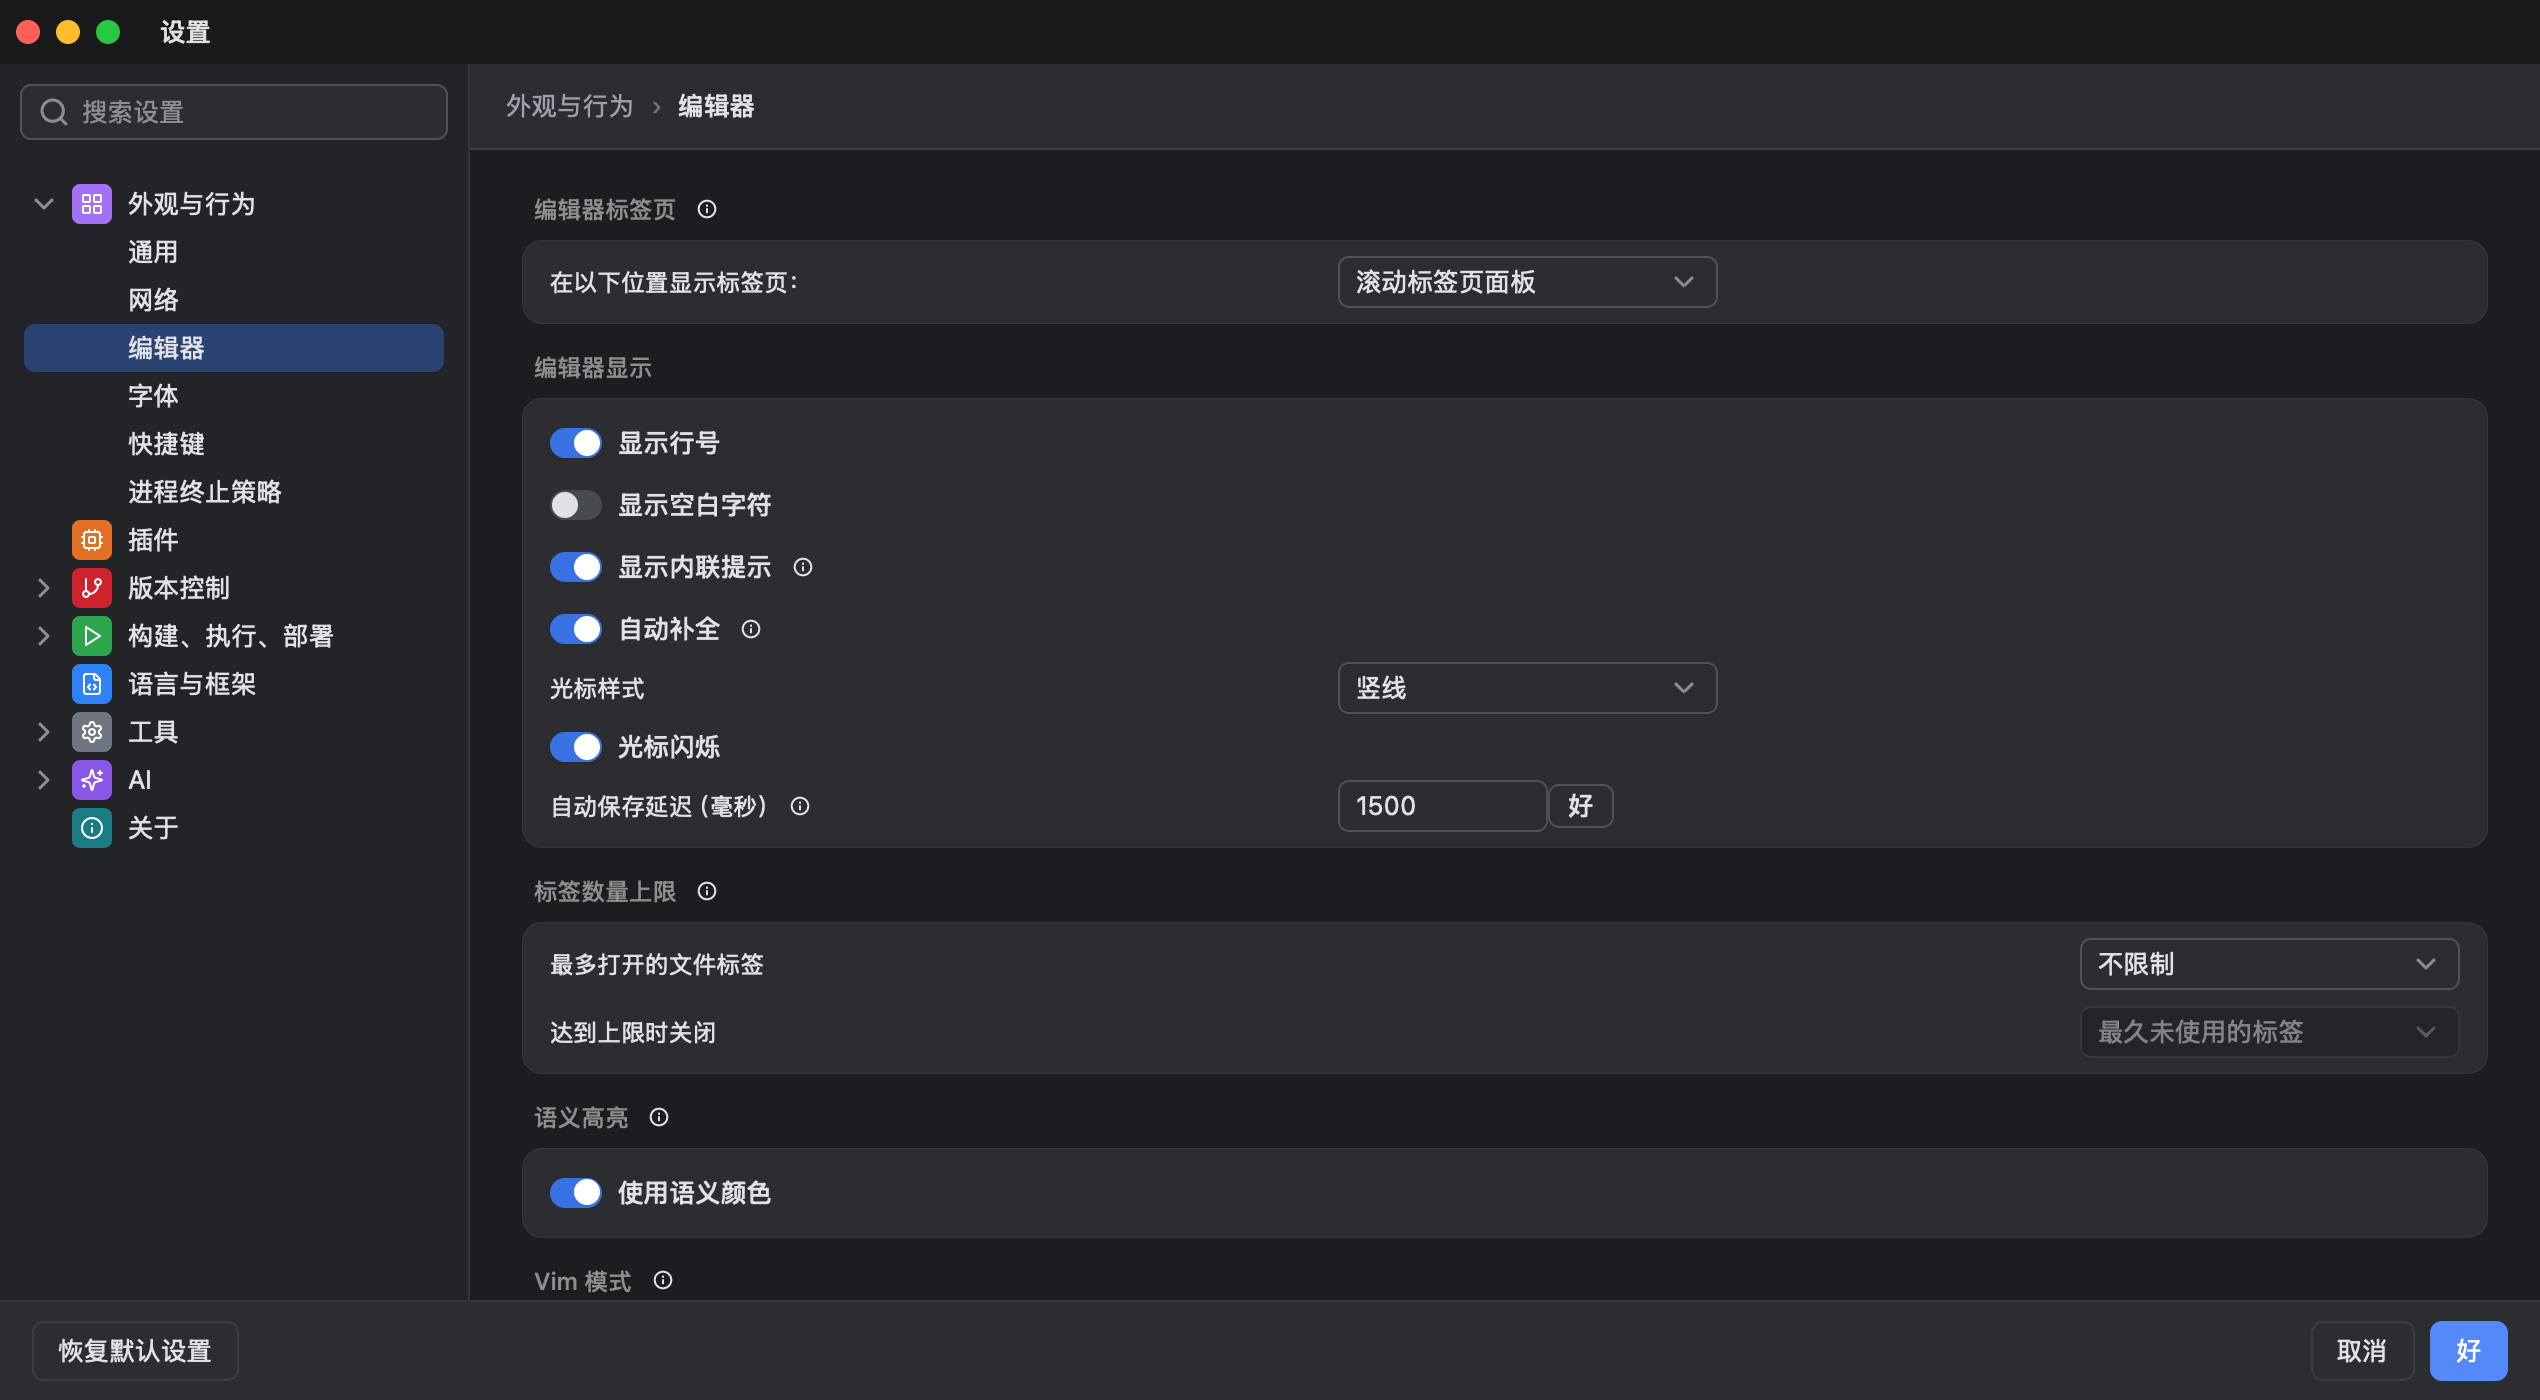 设置
搜索设置
外观与行为
通用
网络
编辑器
字体
快捷键
进程终止策略
插件
版本控制
构建、执行、部署
语言与框架
工具
AI
关于
外观与行为 › 编辑器
编辑器标签页
在以下位置显示标签页: 滚动标签页面板
编辑器显示
显示行号
显示空白字符
显示内联提示
自动补全
光标样式 竖线
光标闪烁
自动保存延迟 (毫秒) 1500 好
标签数量上限
最多打开的文件标签 不限制
达到上限时关闭 最久未使用的标签
语义高亮
使用语义颜色
Vim 模式
恢复默认设置 取消 好